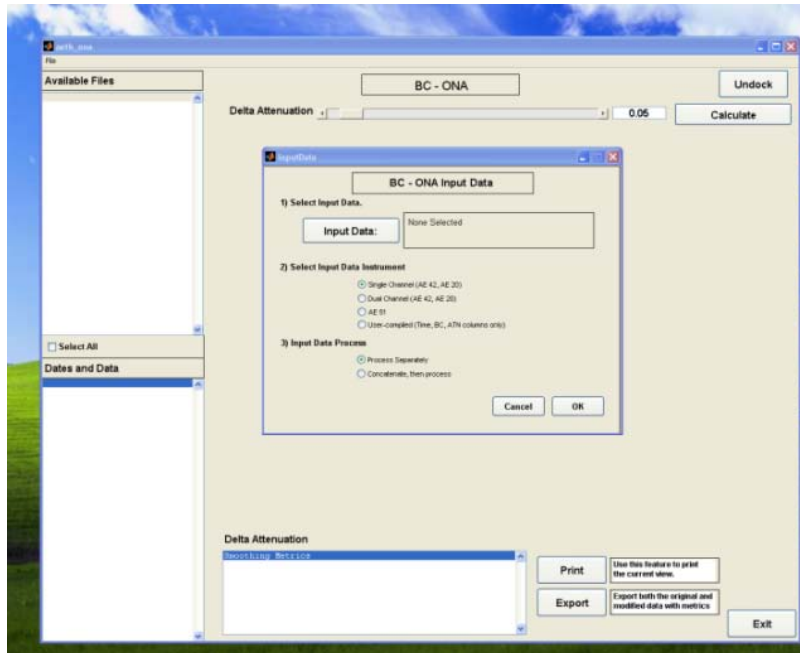 aeth_ona
File
Available Files
BC - ONA
Undock
Delta Attenuation
0.05
Calculate
InputData
BC - ONA Input Data
1) Select Input Data.
Input Data:
None Selected
2) Select Input Data Instrument
Single Channel (AE 42, AE 20)
Dual Channel (AE 42, AE 20)
AE 51
User-compiled (Time, BC, ATN columns only)
3) Input Data Process
Process Separately
Concatenate, then process
Cancel
OK
Select All
Dates and Data
Delta Attenuation
Smoothing Metrics
Print
Use this feature to print
the current view.
Export
Export both the original and
modified data with metrics
Exit